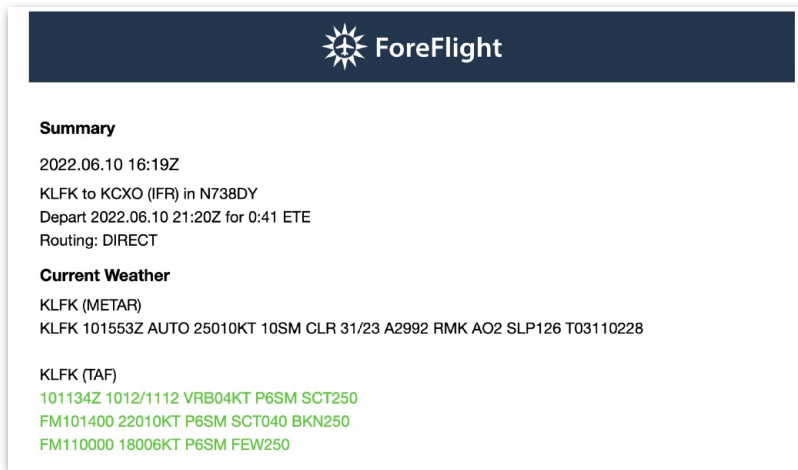 ForeFlight
Summary
2022.06.10 16:19Z
KLFK to KCXO (IFR) in N738DY
Depart 2022.06.10 21:20Z for 0:41 ETE
Routing: DIRECT
Current Weather
KLFK (METAR)
KLFK 101553Z AUTO 25010KT 10SM CLR 31/23 A2992 RMK AO2 SLP126 T03110228
KLFK (TAF)
101134Z 1012/1112 VRB04KT P6SM SCT250
FM101400 22010KT P6SM SCT040 BKN250
FM110000 18006KT P6SM FEW250